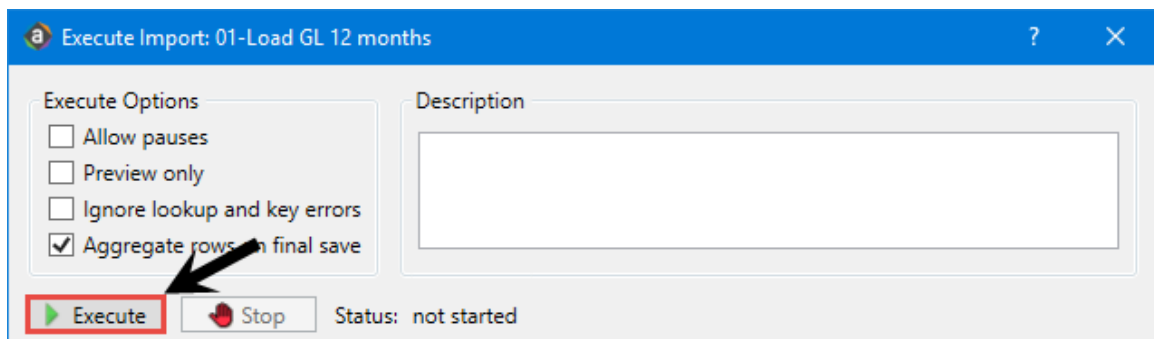 Execute Import: 01-Load GL 12 months
Execute Options
Allow pauses
Preview only
Ignore lookup and key errors
Aggregate rows on final save
Description
Execute
Stop
Status: not started